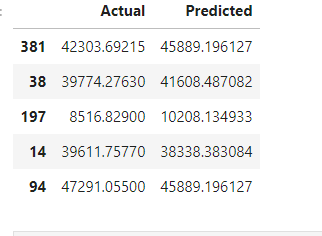 Actual Predicted
381 42303.69215 45889.196127
38 39774.27630 41608.487082
197 8516.82900 10208.134933
14 39611.75770 38338.383084
94 47291.05500 45889.196127